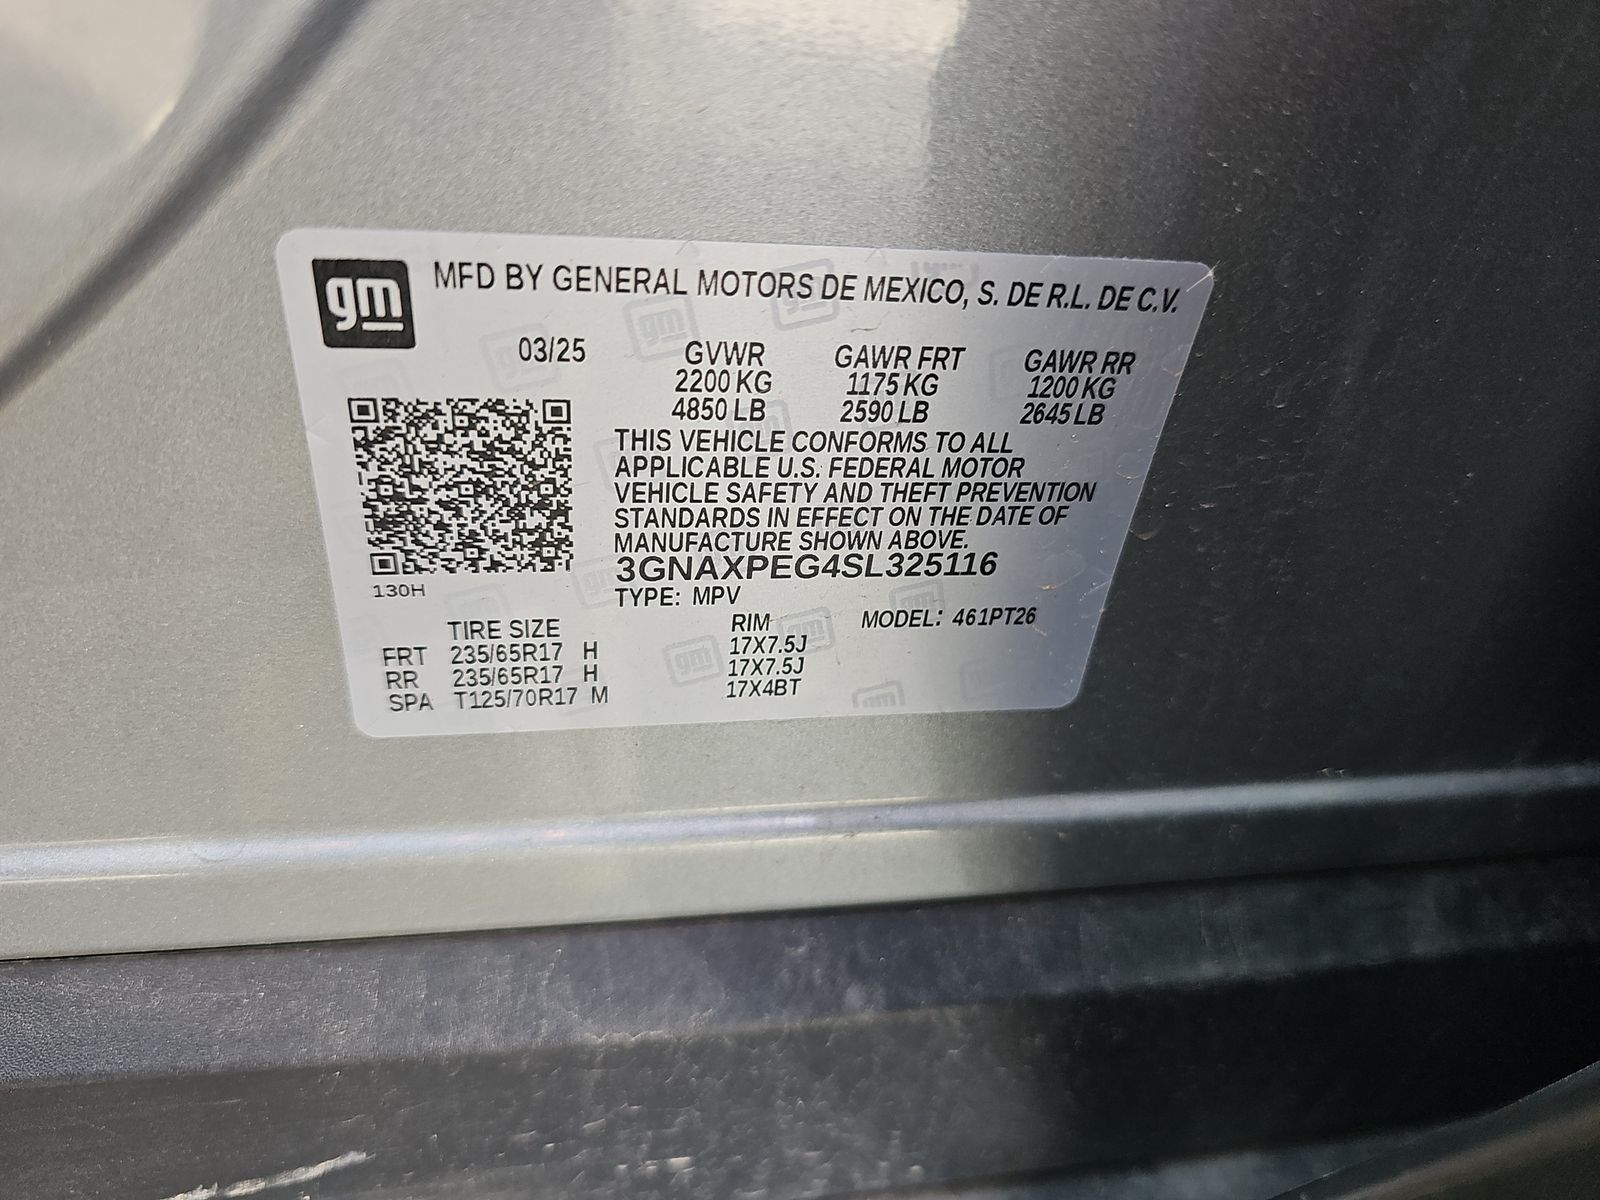 gm MFD BY GENERAL MOTORS DE MEXICO, S. DE R.L. DE C.V.
03/25 GVWR GAWR FRT GAWR RR
2200 KG 1175 KG 1200 KG
4850 LB 2590 LB 2645 LB
THIS VEHICLE CONFORMS TO ALL
APPLICABLE U.S. FEDERAL MOTOR
VEHICLE SAFETY AND THEFT PREVENTION
STANDARDS IN EFFECT ON THE DATE OF
MANUFACTURE SHOWN ABOVE.
3GNAXPEG4SL325116
130H
TYPE: MPV
TIRE SIZE RIM MODEL: 461PT26
FRT 235/65R17 H 17X7.5J
RR 235/65R17 H 17X7.5J
SPA T125/70R17 M 17X4BT